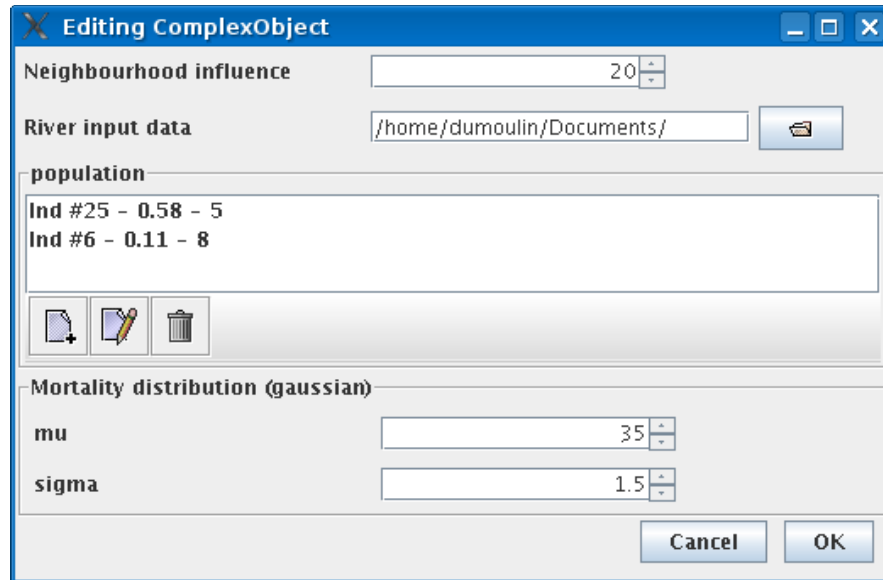 Editing ComplexObject
Neighbourhood influence 20
River input data /home/dumoulin/Documents/
population
Ind #25 - 0.58 - 5
Ind #6 - 0.11 - 8
Mortality distribution (gaussian)
mu 35
sigma 1.5
Cancel OK